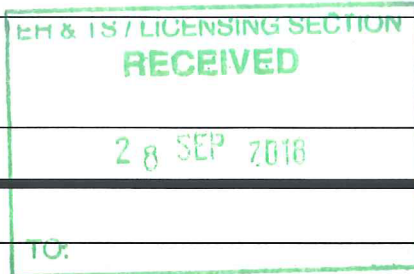 EH & TS / LICENSING SECTION
RECEIVED
28 SEP 2018
TO: